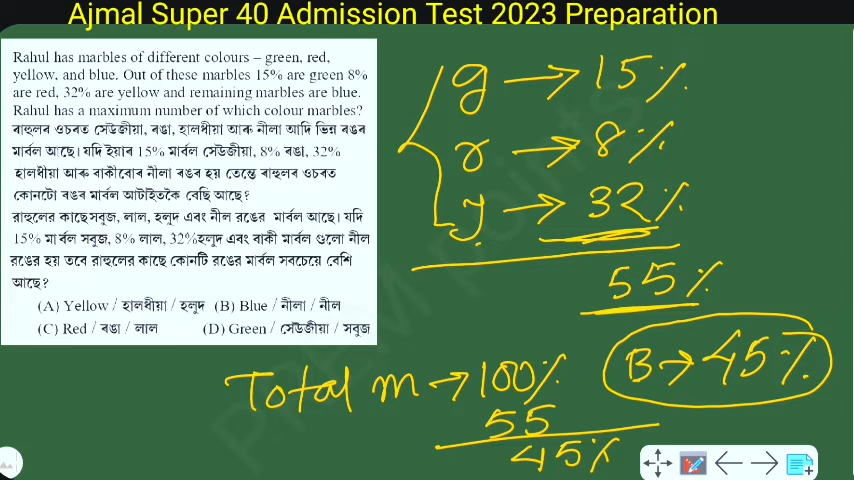 Ajmal Super 40 Admission Test 2023 Preparation
Rahul has marbles of different colours – green, red,
yellow, and blue. Out of these marbles 15% are green 8%
are red, 32% are yellow and remaining marbles are blue.
Rahul has a maximum number of which colour marbles?
ৰাহুলৰ ওচৰত সেউজীয়া, ৰঙা, হালধীয়া আৰু নীলা আদি ভিন্ন ৰঙৰ
মাৰ্বল আছে। যদি ইয়াৰ 15% মাৰ্বল সেউজীয়া, 8% ৰঙা, 32%
হালধীয়া আৰু বাকীবোৰ নীলা ৰঙৰ হয় তেন্তে ৰাহুলৰ ওচৰত
কোনটো ৰঙৰ মাৰ্বল আটাইতকৈ বেছি আছে?
রাহুলের কাছে সবুজ, লাল, হলুদ এবং নীল রঙের মার্বল আছে। যদি
15% মার্বল সবুজ, 8% লাল, 32%হলুদ এবং বাকী মার্বল গুলো নীল
রঙের হয় তবে রাহুলের কাছে কোনটি রঙের মার্বল সবচেয়ে বেশি
আছে?
(A) Yellow / হালধীয়া / হলুদ (B) Blue / নীলা / নীল
(C) Red / ৰঙা / লাল (D) Green / সেউজীয়া / সবুজ
g → 15%
r → 8%
y → 32%
55%
B → 45%
Total m → 100%
55
45%